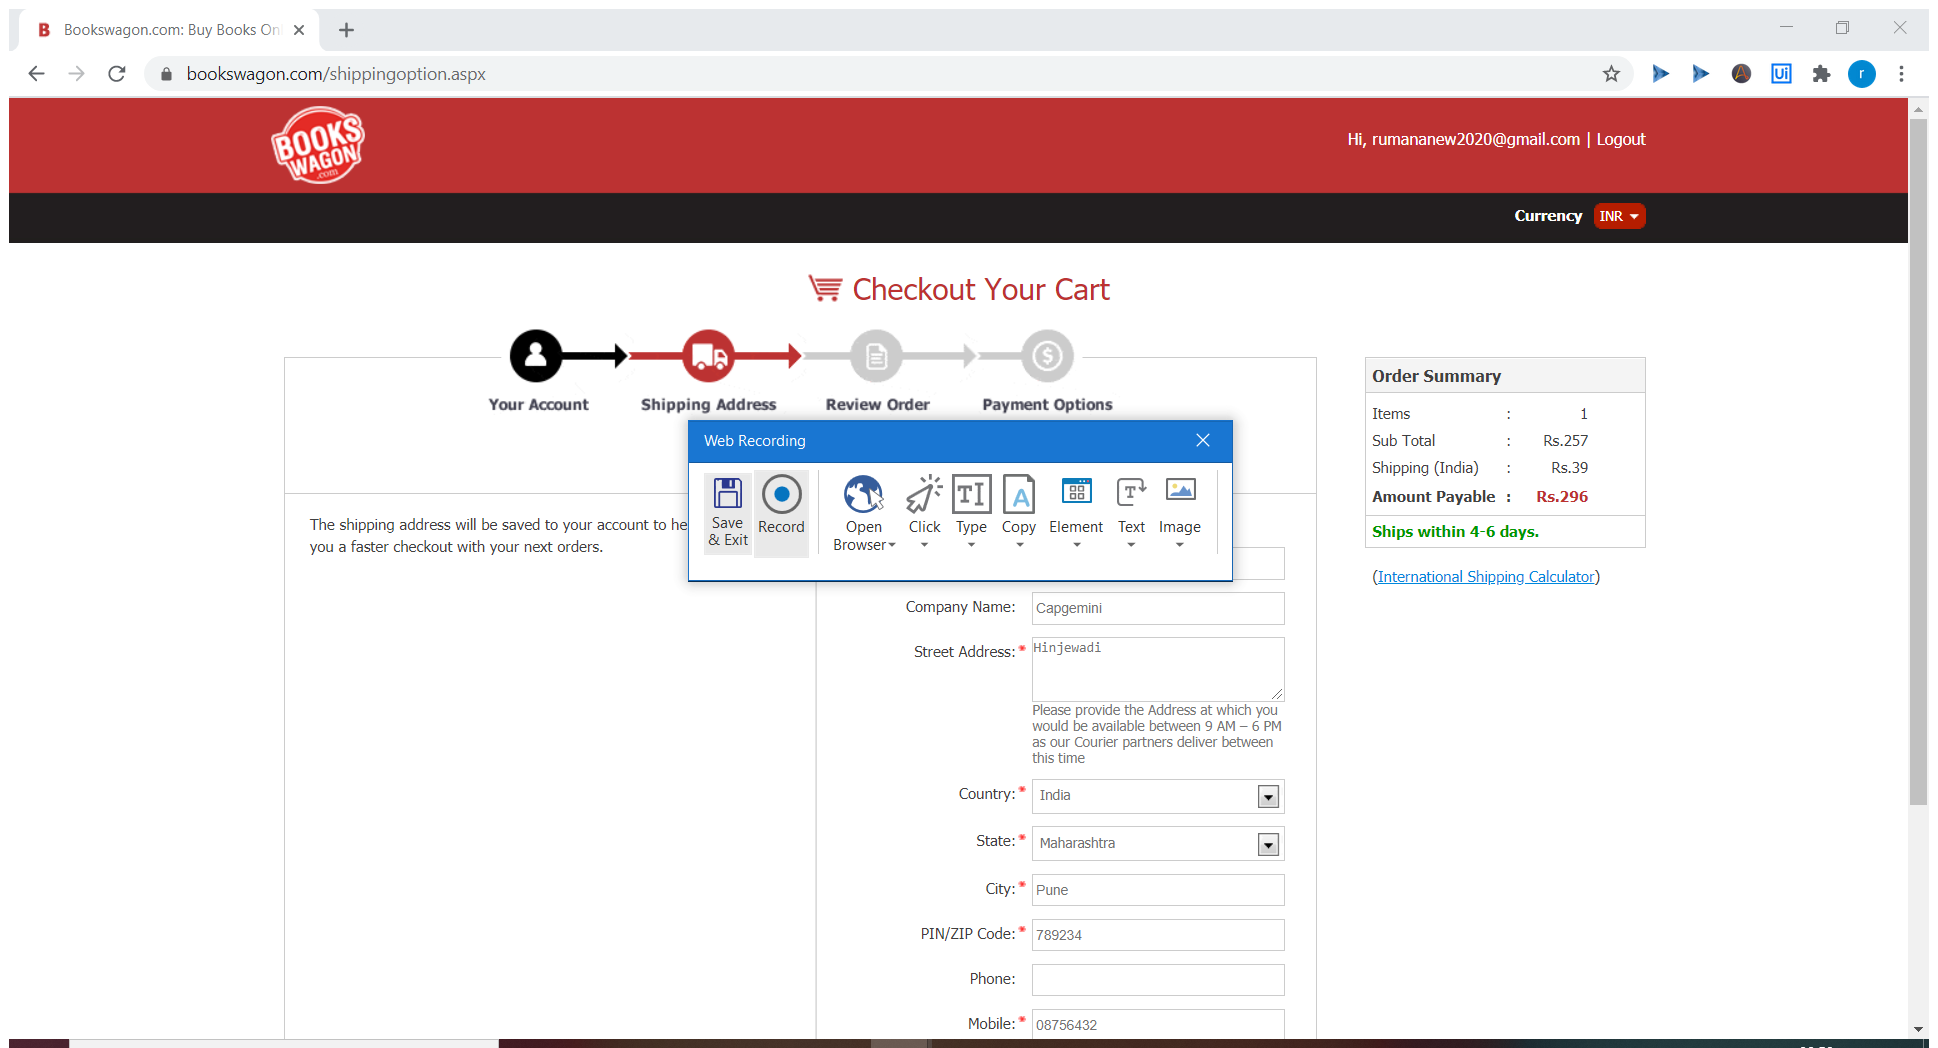 B Bookswagon.com: Buy Books Onl
bookswagon.com/shippingoption.aspx
Ui
r
BOOKS
WAGON
.com
Hi, rumananew2020@gmail.com | Logout
Currency INR
Checkout Your Cart
Your Account Shipping Address Review Order Payment Options
Web Recording
Save
& Exit
Record
Open
Browser
Click
Type
Copy
Element
Text
Image
The shipping address will be saved to your account to he
you a faster checkout with your next orders.
Company Name: Capgemini
Street Address:* Hinjewadi
Please provide the Address at which you
would be available between 9 AM – 6 PM
as our Courier partners deliver between
this time
Country:* India
State:* Maharashtra
City:* Pune
PIN/ZIP Code:* 789234
Phone:
Mobile:* 08756432
Order Summary
Items : 1
Sub Total : Rs.257
Shipping (India) : Rs.39
Amount Payable : Rs.296
Ships within 4-6 days.
(International Shipping Calculator)